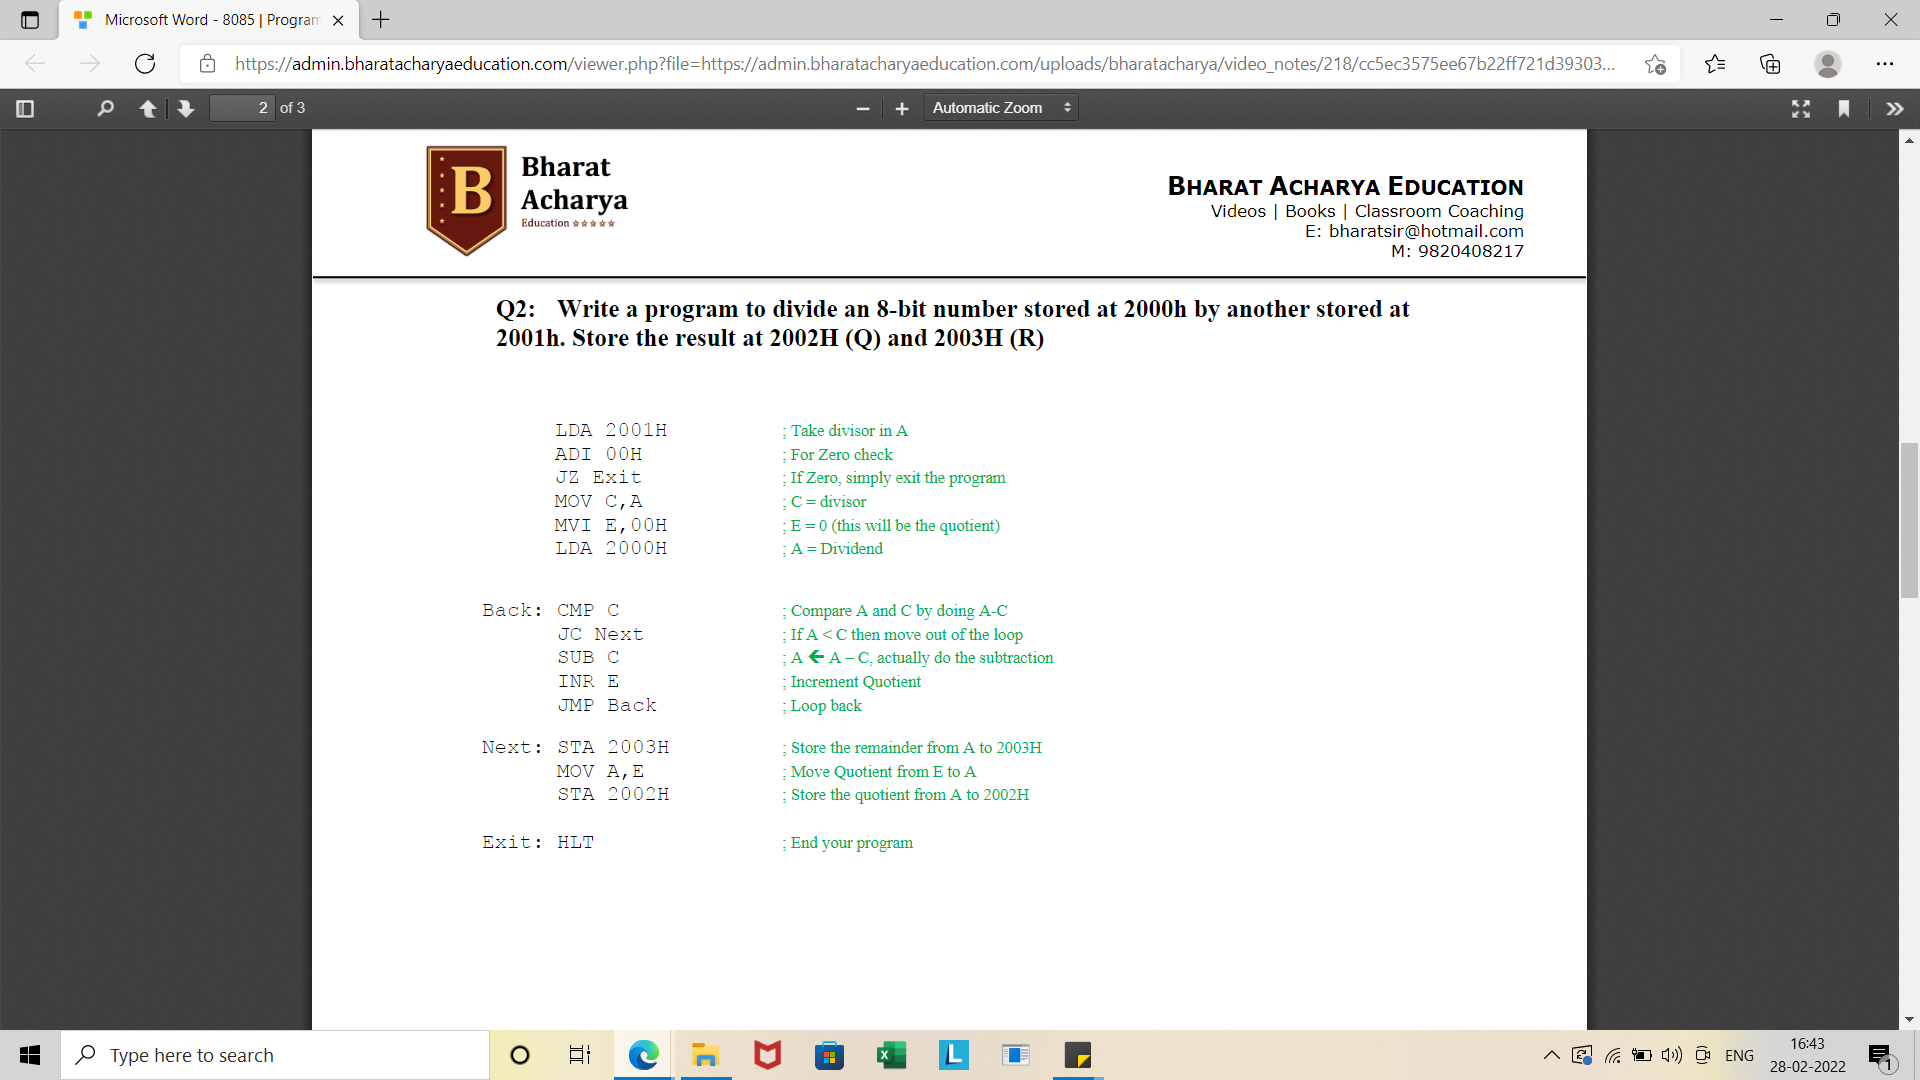 Microsoft Word - 8085 | Program
https://admin.bharatacharyaeducation.com/viewer.php?file=https://admin.bharatacharyaeducation.com/uploads/bharatacharya/video_notes/218/cc5ec3575ee67b22ff721d39303...
2 of 3
Automatic Zoom
B
Bharat
Acharya
Education
BHARAT ACHARYA EDUCATION
Videos | Books | Classroom Coaching
E: bharatsir@hotmail.com
M: 9820408217
Q2: Write a program to divide an 8-bit number stored at 2000h by another stored at
2001h. Store the result at 2002H (Q) and 2003H (R)
LDA 2001H ; Take divisor in A
ADI 00H ; For Zero check
JZ Exit ; If Zero, simply exit the program
MOV C,A ; C = divisor
MVI E,00H ; E = 0 (this will be the quotient)
LDA 2000H ; A = Dividend
Back: CMP C ; Compare A and C by doing A-C
JC Next ; If A < C then move out of the loop
SUB C ; A 🡨 A – C, actually do the subtraction
INR E ; Increment Quotient
JMP Back ; Loop back
Next: STA 2003H ; Store the remainder from A to 2003H
MOV A,E ; Move Quotient from E to A
STA 2002H ; Store the quotient from A to 2002H
Exit: HLT ; End your program
Type here to search
L
ENG
16:43
28-02-2022
1